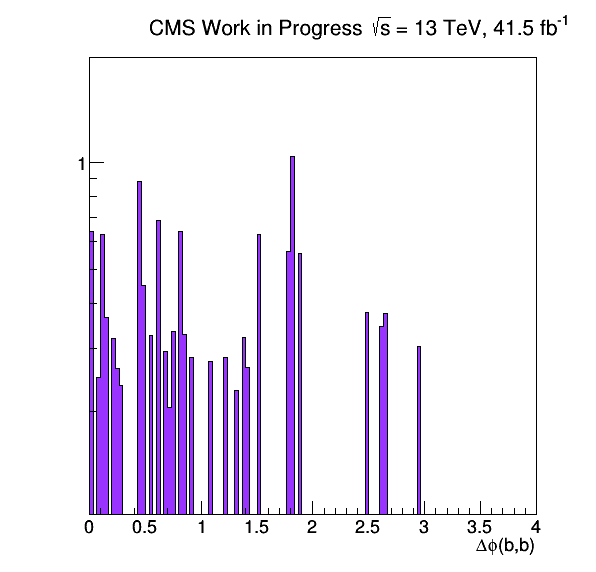 CMS Work in Progress √s = 13 TeV, 41.5 fb⁻¹
1
0 0.5 1 1.5 2 2.5 3 3.5 4
Δϕ(b,b)